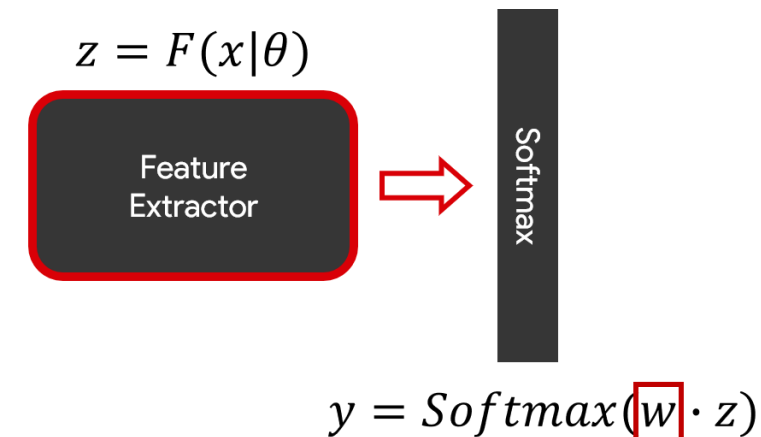 z = F(x|θ)
Feature
Extractor
Softmax
y = Softmax(w · z)